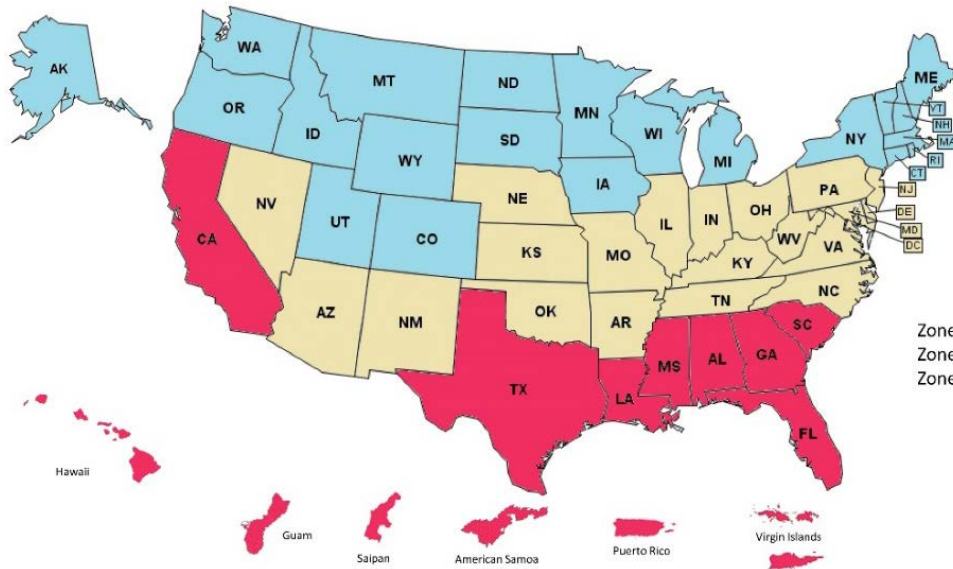 AK
WA
MT
ND
MN
ME
OR
ID
SD
WI
MI
NY
VT
NH
MA
RI
CT
WY
IA
NE
PA
NJ
NV
UT
CO
IL
IN
OH
DE
MD
DC
CA
KS
MO
WV
VA
KY
AZ
NM
OK
AR
TN
NC
SC
TX
LA
MS
AL
GA
FL
Zone
Zone
Zone
Hawaii
Guam
Saipan
American Samoa
Puerto Rico
Virgin Islands